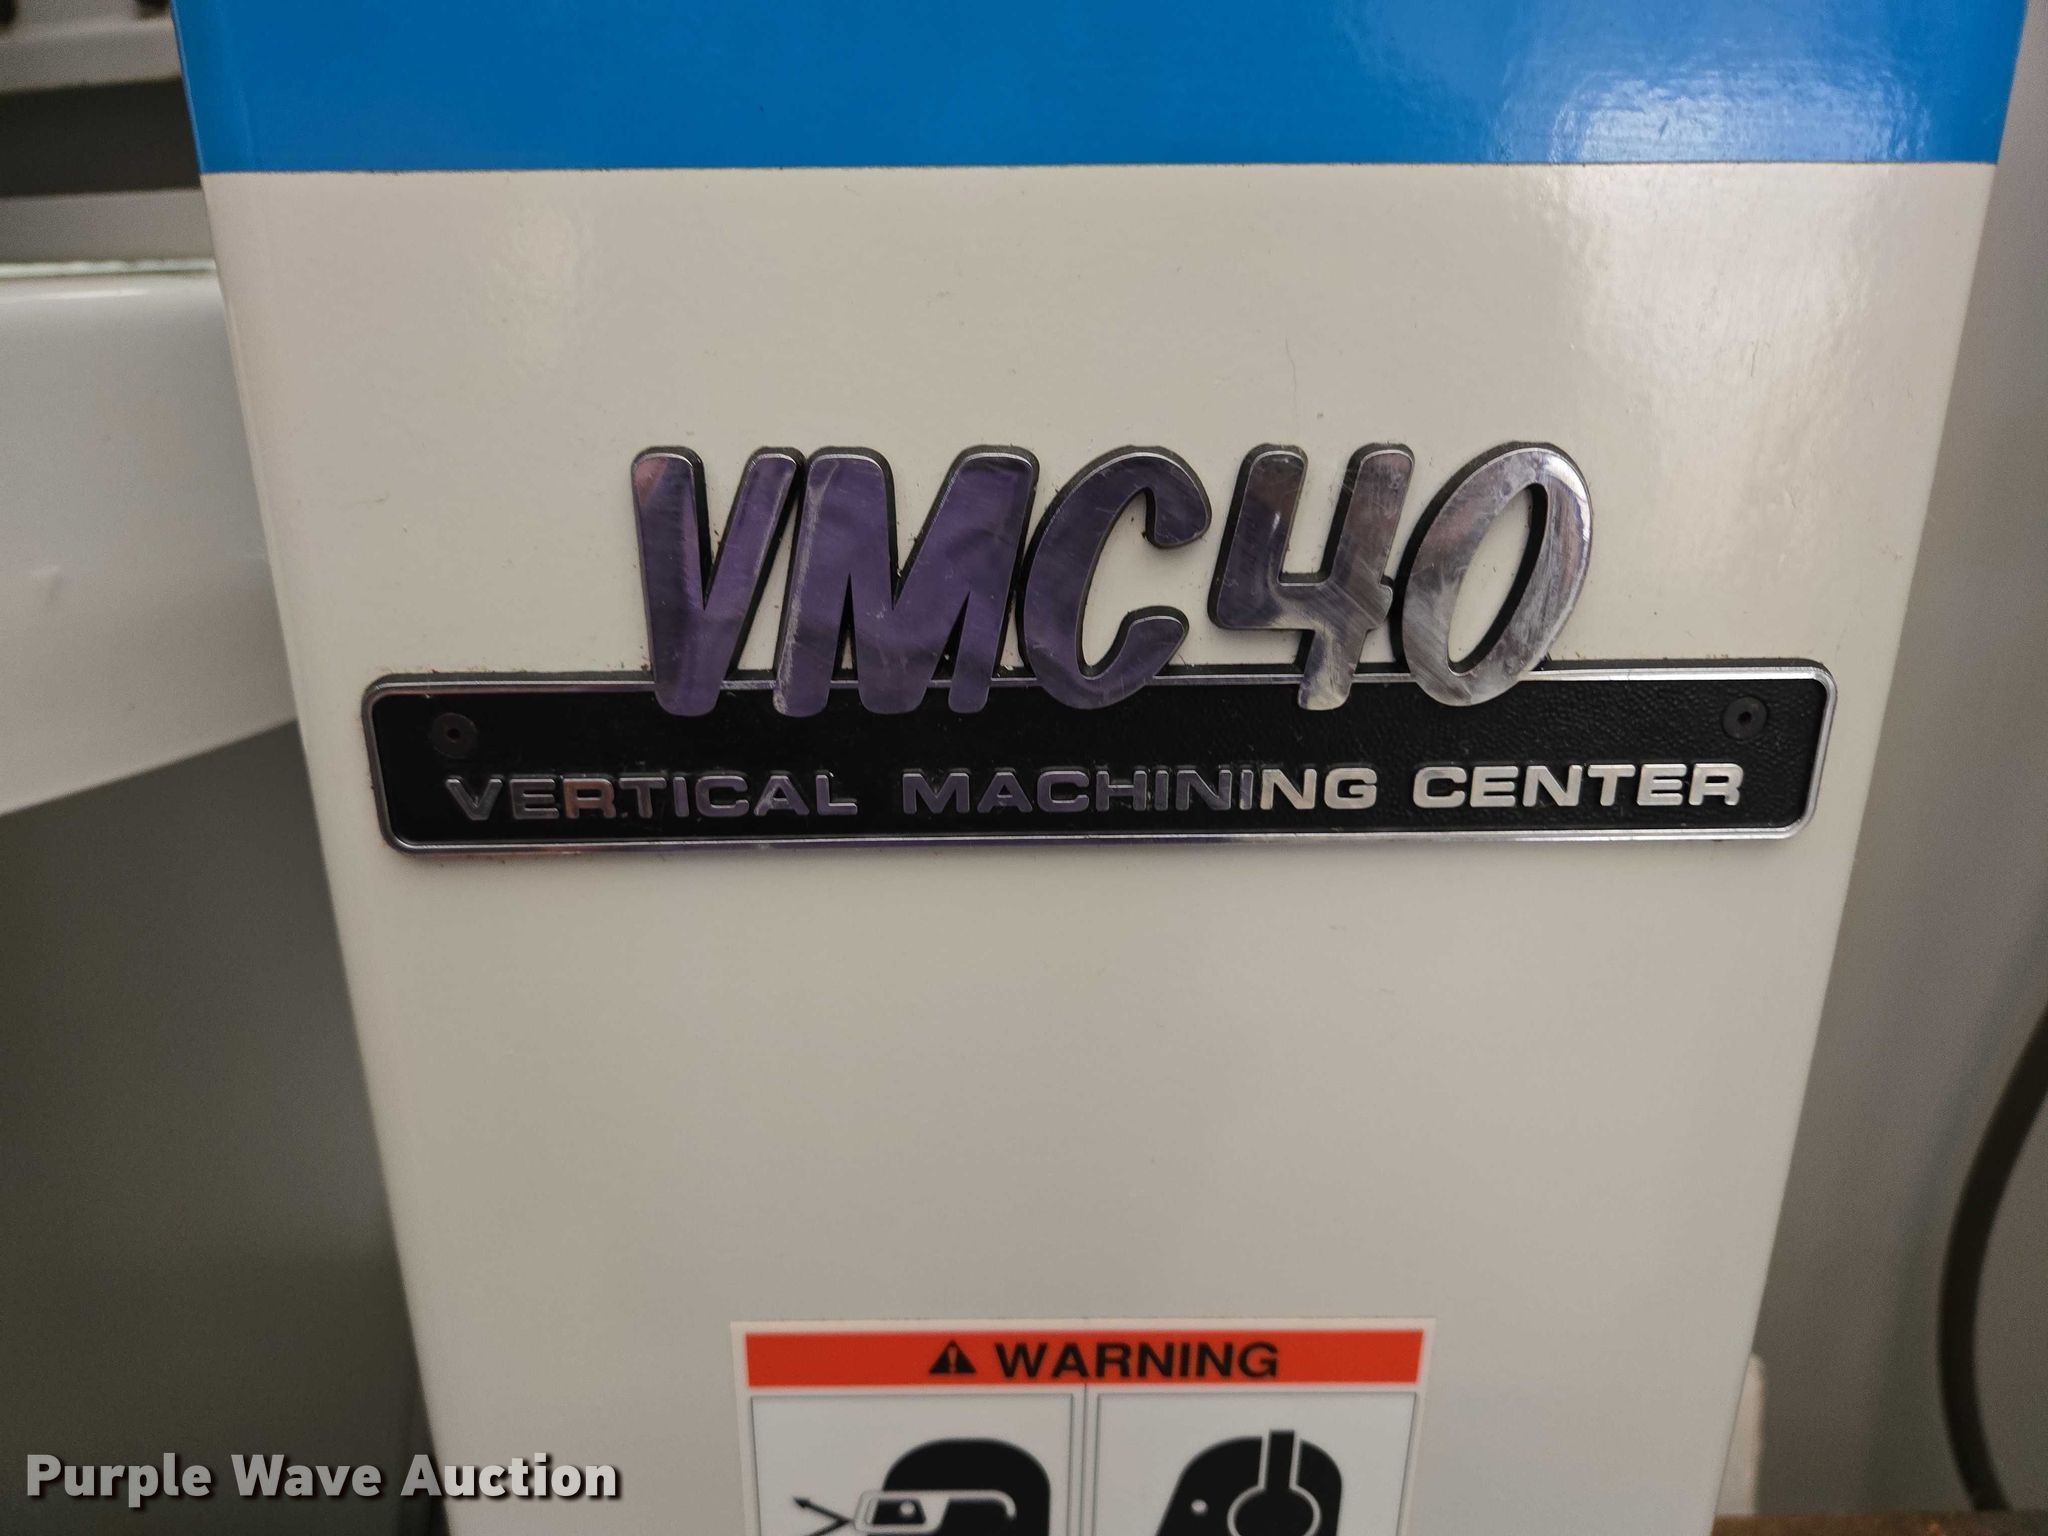 VMC40
VERTICAL MACHINING CENTER
WARNING
Purple Wave Auction